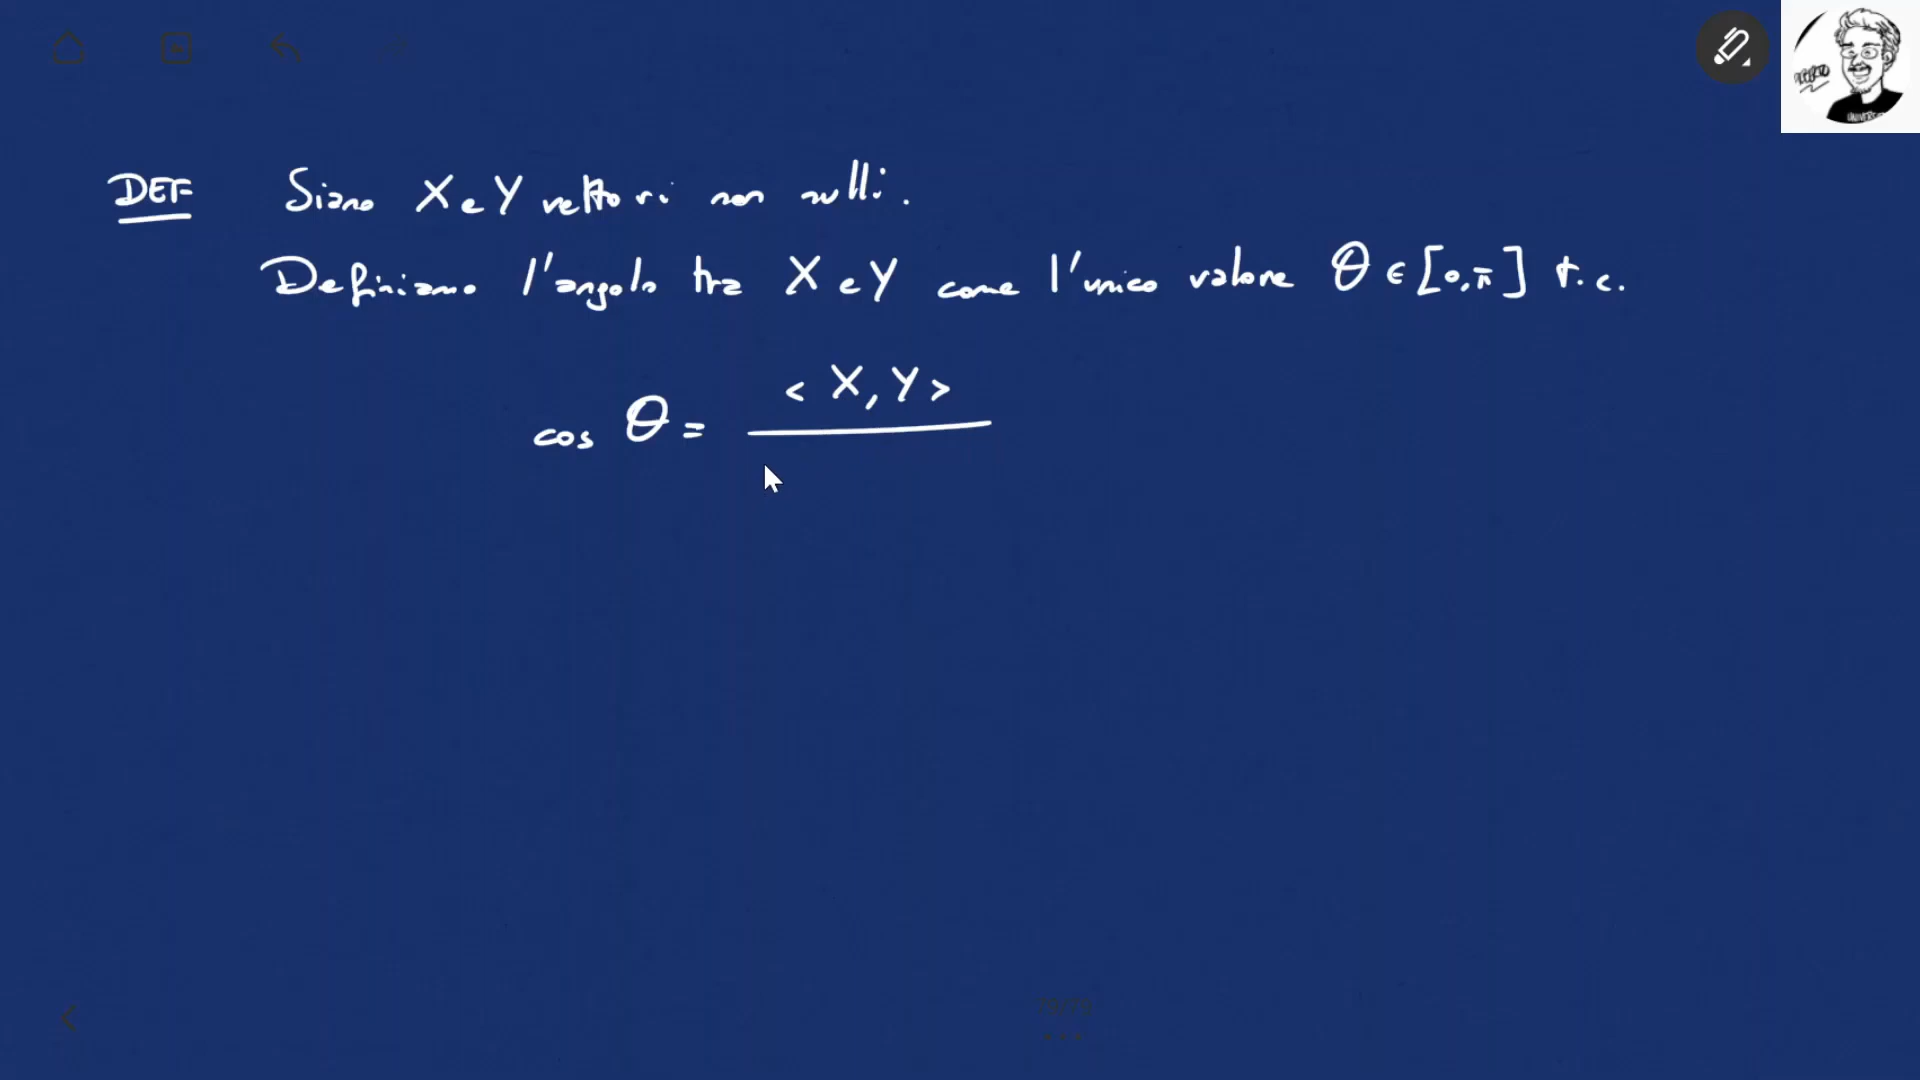 DEF Siano X e Y vettori non nulli.
Definiamo l'angolo tra X e Y come l'unico valore θ ∈ [0,π] t.c.
cos θ = <X,Y>